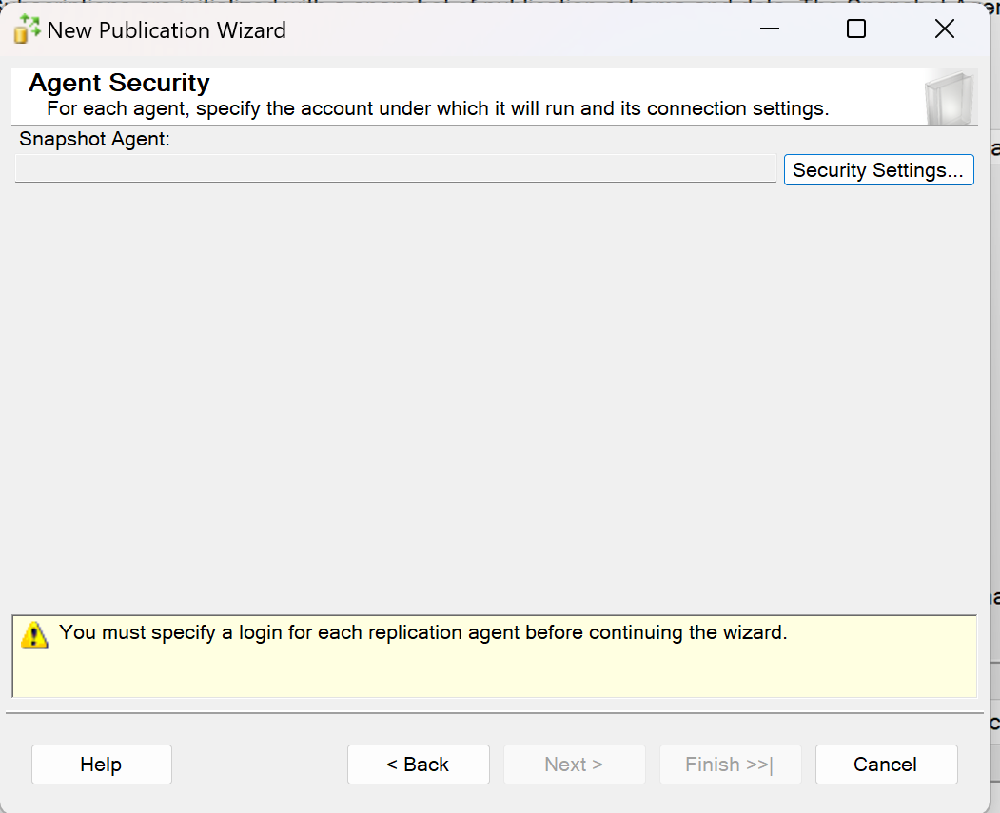 New Publication Wizard
Agent Security
For each agent, specify the account under which it will run and its connection settings.
Snapshot Agent:
Security Settings...
You must specify a login for each replication agent before continuing the wizard.
Help
< Back
Next >
Finish >>|
Cancel